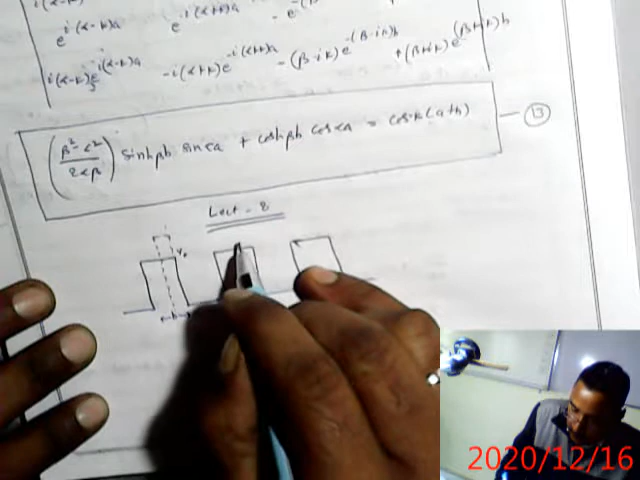 e^{i(α-k)a} e^{i(α+k)a}
i(α-k)e^{i(α-k)a} -i(α+k)e^{-i(α+k)a} -(β-ik)e^{-(β-ik)b} +(β+ik)e^{(β+ik)b}
(β²-α²/2αβ) sinhβb sinαa + coshβb cosαa = cosk(a+b) — 13
Lect-8
V₀
b
2020/12/16